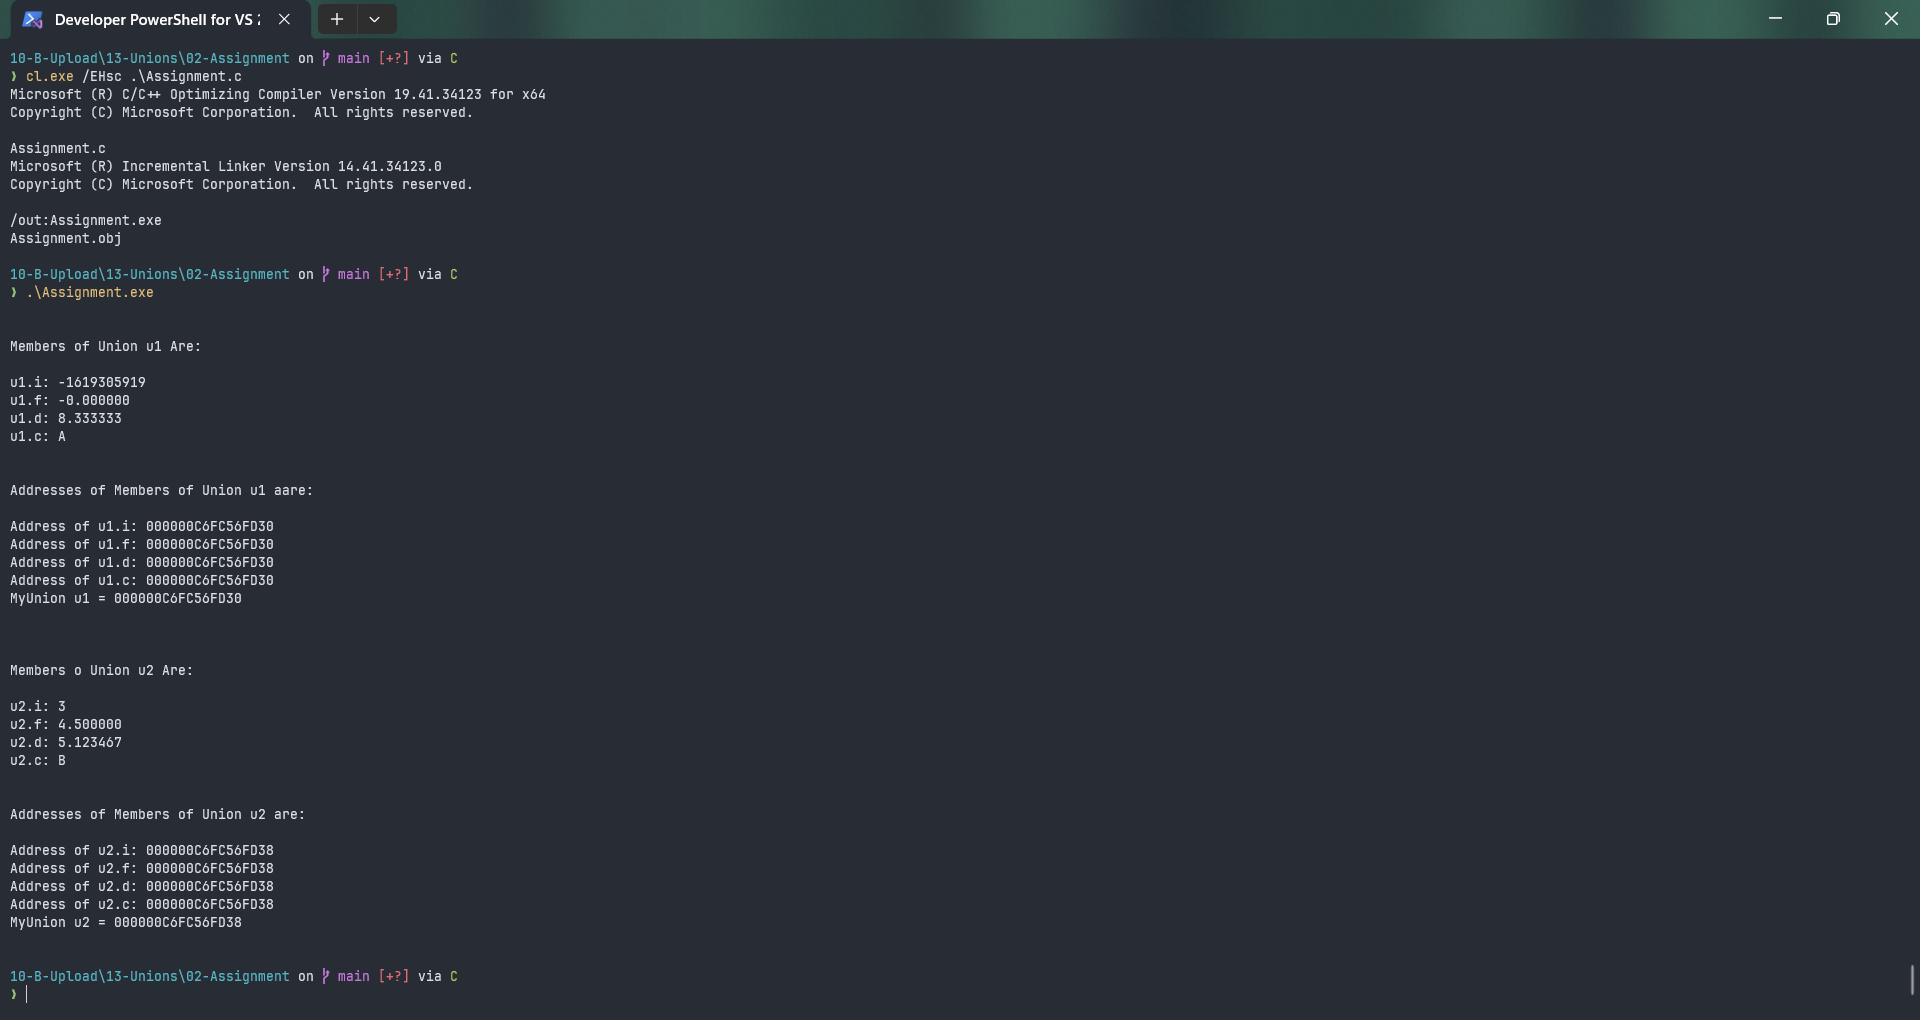 Developer PowerShell for VS
10-B-Upload\13-Unions\02-Assignment on main [+?] via C
❯ cl.exe /EHsc .\Assignment.c
Microsoft (R) C/C++ Optimizing Compiler Version 19.41.34123 for x64
Copyright (C) Microsoft Corporation.  All rights reserved.
Assignment.c
Microsoft (R) Incremental Linker Version 14.41.34123.0
Copyright (C) Microsoft Corporation.  All rights reserved.
/out:Assignment.exe
Assignment.obj
10-B-Upload\13-Unions\02-Assignment on main [+?] via C
❯ .\Assignment.exe
Members of Union u1 Are:
u1.i: -1619305919
u1.f: -0.000000
u1.d: 8.333333
u1.c: A
Addresses of Members of Union u1 aare:
Address of u1.i: 000000C6FC56FD30
Address of u1.f: 000000C6FC56FD30
Address of u1.d: 000000C6FC56FD30
Address of u1.c: 000000C6FC56FD30
MyUnion u1 = 000000C6FC56FD30
Members o Union u2 Are:
u2.i: 3
u2.f: 4.500000
u2.d: 5.123467
u2.c: B
Addresses of Members of Union u2 are:
Address of u2.i: 000000C6FC56FD38
Address of u2.f: 000000C6FC56FD38
Address of u2.d: 000000C6FC56FD38
Address of u2.c: 000000C6FC56FD38
MyUnion u2 = 000000C6FC56FD38
10-B-Upload\13-Unions\02-Assignment on main [+?] via C
❯